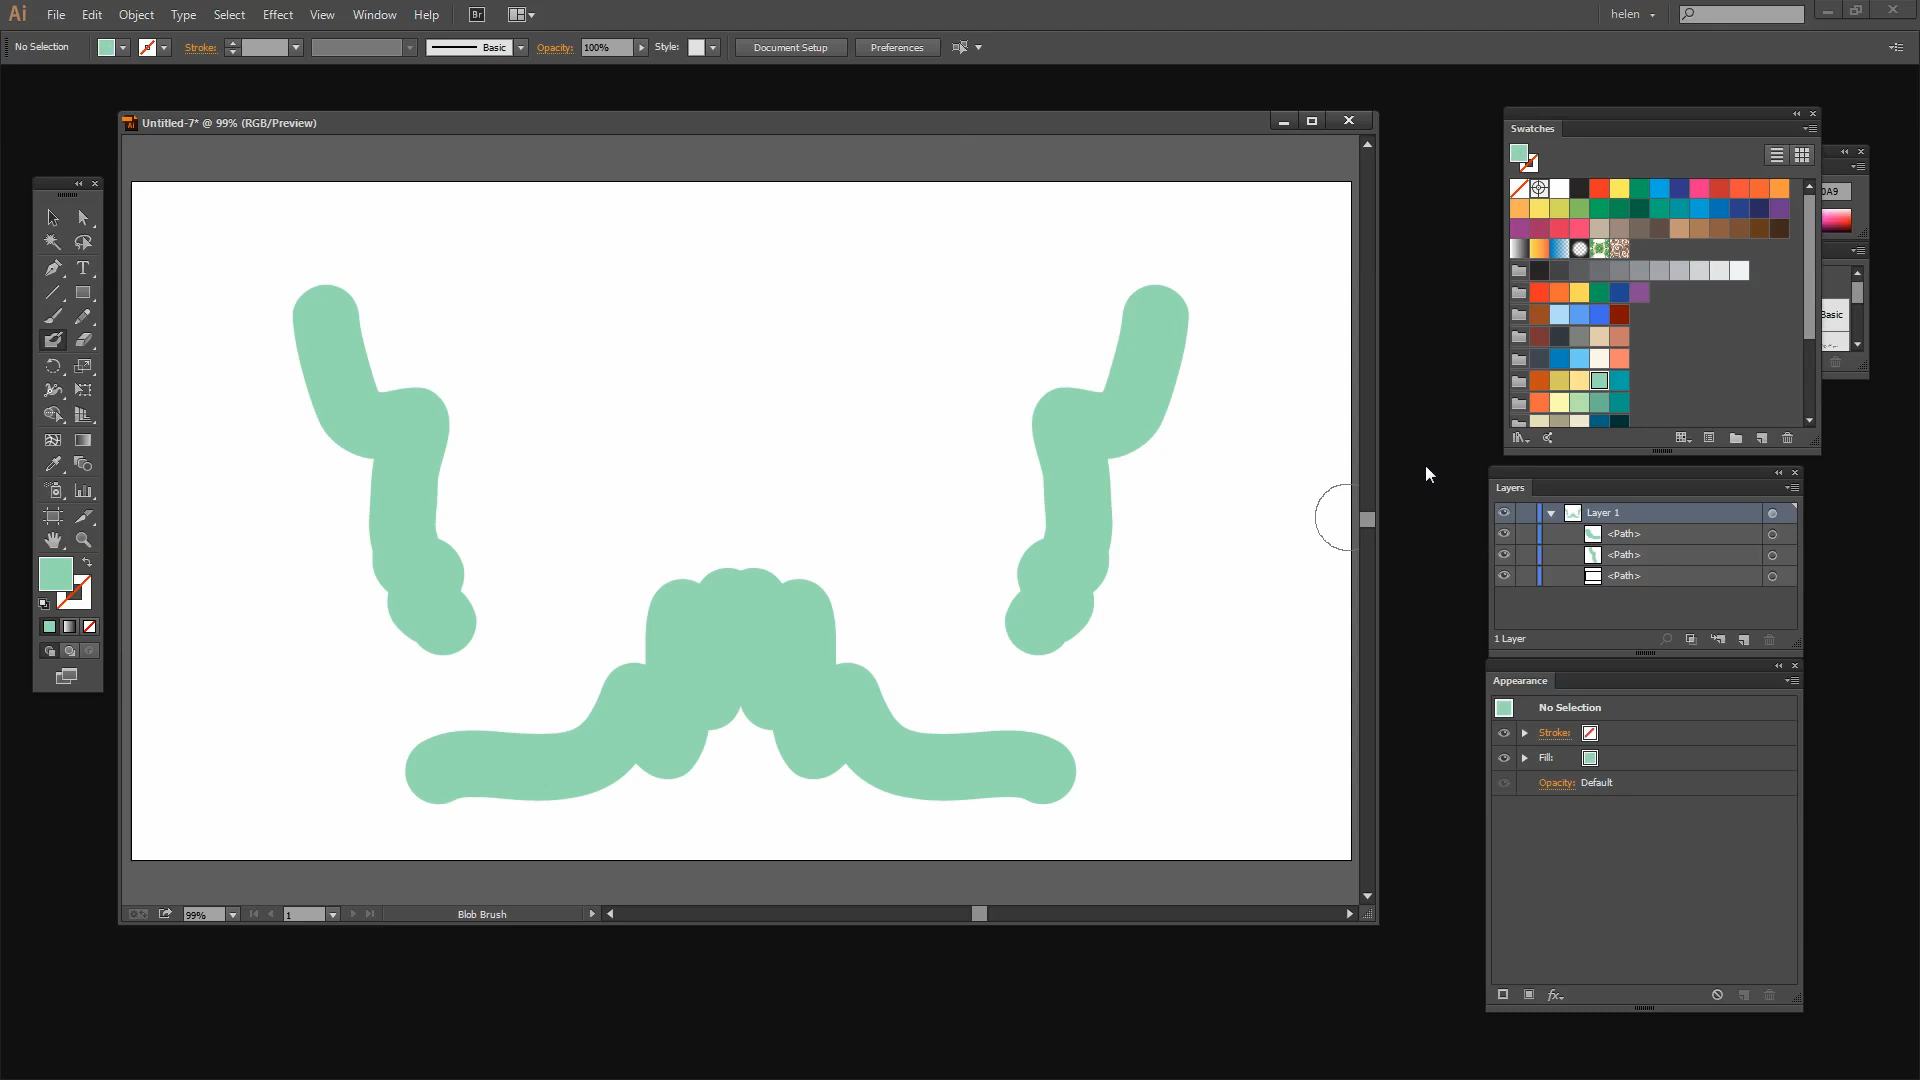 Ai File Edit Object Type Select Effect View Window Help Br helen
No Selection Stroke: Basic Opacity: 100% Style: Document Setup Preferences
Untitled-7* @ 99% (RGB/Preview)
Swatches
0A9
Basic
Layers
Layer 1
<Path>
<Path>
<Path>
1 Layer
Appearance
No Selection
Stroke:
Fill:
Opacity: Default
fx
99% 1 Blob Brush